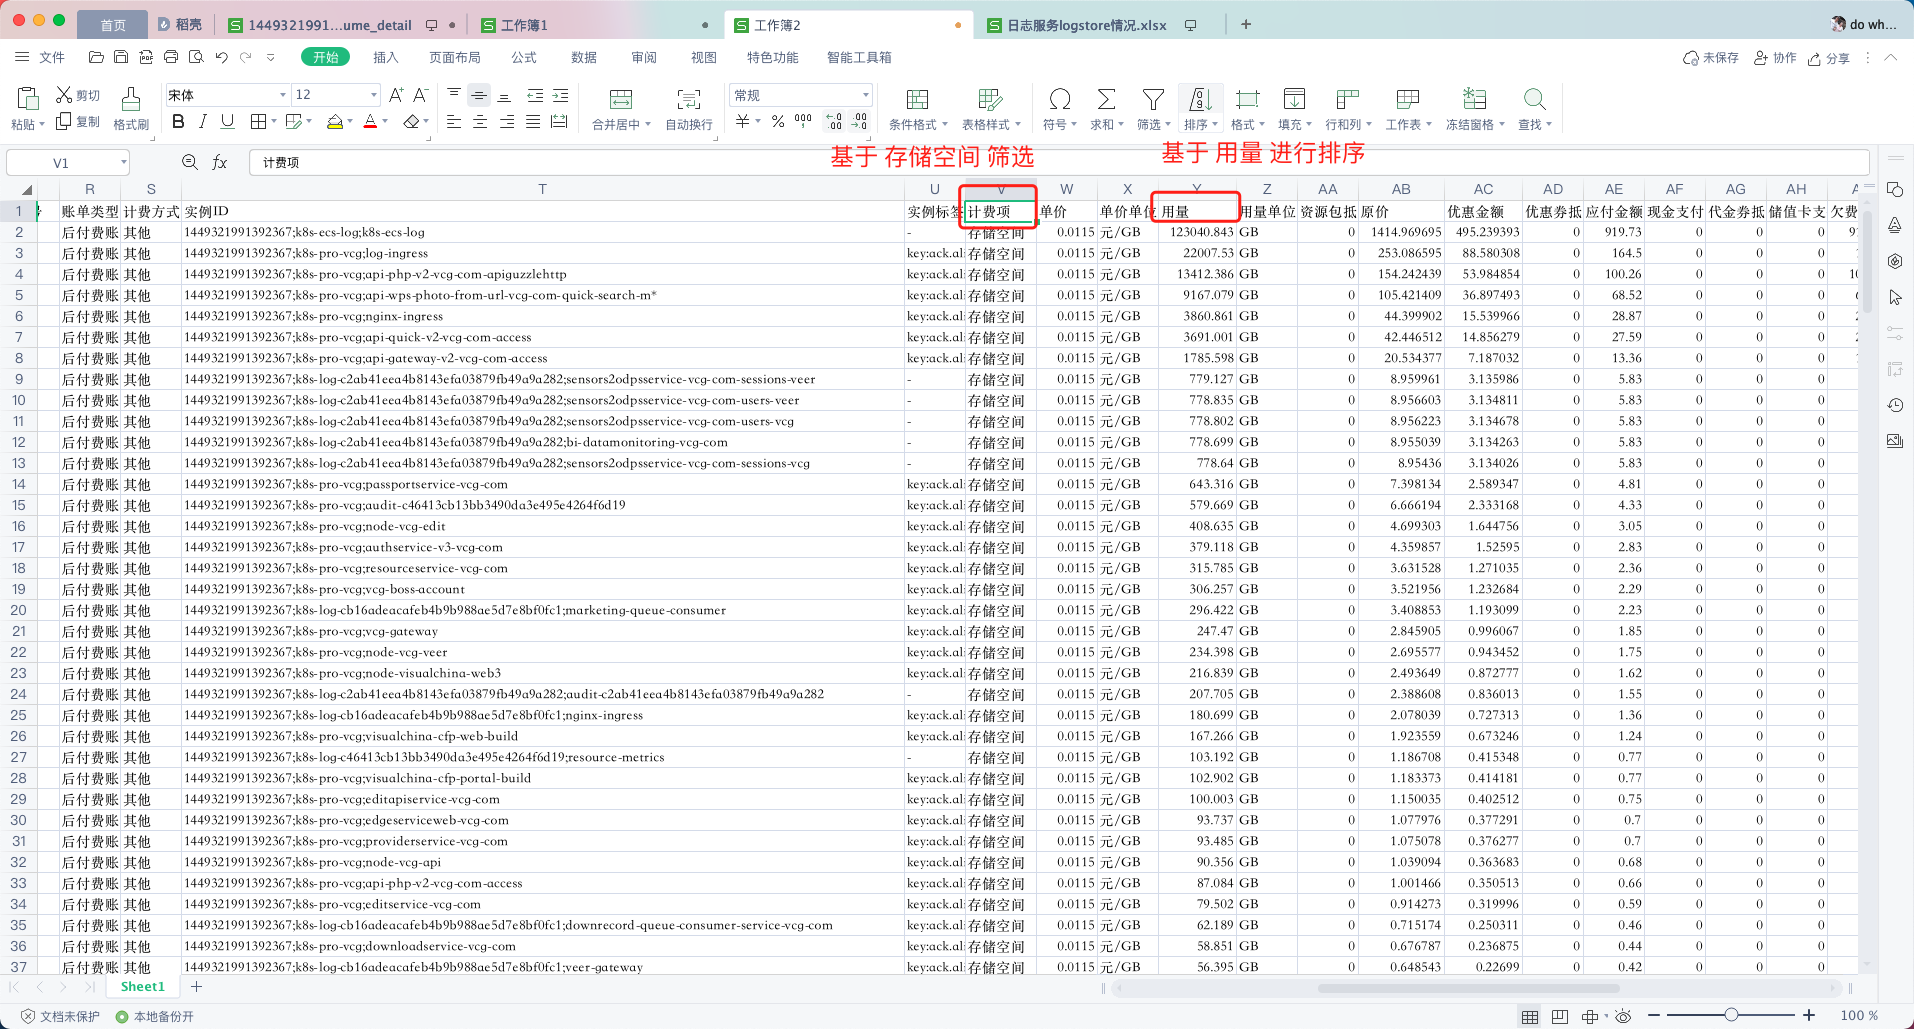 首页
稻壳
1449321991...ume_detail
工作簿1
工作簿2
日志服务logstore情况.xlsx
do wh...
文件
开始
插入
页面布局
公式
数据
审阅
视图
特色功能
智能工具箱
未保存
协作
分享
粘贴
剪切
复制
格式刷
宋体
12
合并居中
自动换行
常规
条件格式
表格样式
符号
求和
筛选
排序
格式
填充
行和列
工作表
冻结窗格
查找
V1
计费项
基于 存储空间 筛选
基于 用量 进行排序
R S T U V W X Y Z AA AB AC AD AE AF AG AH
1 账单类型 计费方式 实例ID 实例标签 计费项 单价 单价单位 用量 用量单位 资源包抵 原价 优惠金额 优惠券抵 应付金额 现金支付 代金券抵 储值卡支 欠费
2 后付费账 其他 1449321991392367;k8s-ecs-log;k8s-ecs-log - 存储空间 0.0115 元/GB 123040.843 GB 0 1414.969695 495.239393 0 919.73 0 0 0
3 后付费账 其他 1449321991392367;k8s-pro-vcg;log-ingress key:ack.al 存储空间 0.0115 元/GB 22007.53 GB 0 253.086595 88.580308 0 164.5 0 0 0
4 后付费账 其他 1449321991392367;k8s-pro-vcg;api-php-v2-vcg-com-apiguzzlehttp key:ack.al 存储空间 0.0115 元/GB 13412.386 GB 0 154.242439 53.984854 0 100.26 0 0 0
5 后付费账 其他 1449321991392367;k8s-pro-vcg;api-wps-photo-from-url-vcg-com-quick-search-m* key:ack.al 存储空间 0.0115 元/GB 9167.079 GB 0 105.421409 36.897493 0 68.52 0 0 0
6 后付费账 其他 1449321991392367;k8s-pro-vcg;nginx-ingress key:ack.al 存储空间 0.0115 元/GB 3860.861 GB 0 44.399902 15.539966 0 28.87 0 0 0
7 后付费账 其他 1449321991392367;k8s-pro-vcg;api-quick-v2-vcg-com-access key:ack.al 存储空间 0.0115 元/GB 3691.001 GB 0 42.446512 14.856279 0 27.59 0 0 0
8 后付费账 其他 1449321991392367;k8s-pro-vcg;api-gateway-v2-vcg-com-access key:ack.al 存储空间 0.0115 元/GB 1785.598 GB 0 20.534377 7.187032 0 13.36 0 0 0
9 后付费账 其他 1449321991392367;k8s-log-c2ab41eea4b8143efa03879fb49a9a282;sensors2odpsservice-vcg-com-sessions-veer - 存储空间 0.0115 元/GB 779.127 GB 0 8.959961 3.135986 0 5.83 0 0 0
10 后付费账 其他 1449321991392367;k8s-log-c2ab41eea4b8143efa03879fb49a9a282;sensors2odpsservice-vcg-com-users-veer - 存储空间 0.0115 元/GB 778.835 GB 0 8.956603 3.134811 0 5.83 0 0 0
11 后付费账 其他 1449321991392367;k8s-log-c2ab41eea4b8143efa03879fb49a9a282;sensors2odpsservice-vcg-com-users-vcg - 存储空间 0.0115 元/GB 778.802 GB 0 8.956223 3.134678 0 5.83 0 0 0
12 后付费账 其他 1449321991392367;k8s-log-c2ab41eea4b8143efa03879fb49a9a282;bi-datamonitoring-vcg-com - 存储空间 0.0115 元/GB 778.699 GB 0 8.955039 3.134263 0 5.83 0 0 0
13 后付费账 其他 1449321991392367;k8s-log-c2ab41eea4b8143efa03879fb49a9a282;sensors2odpsservice-vcg-com-sessions-vcg - 存储空间 0.0115 元/GB 778.64 GB 0 8.95436 3.134026 0 5.83 0 0 0
14 后付费账 其他 1449321991392367;k8s-pro-vcg;passportservice-vcg-com key:ack.al 存储空间 0.0115 元/GB 643.316 GB 0 7.398134 2.589347 0 4.81 0 0 0
15 后付费账 其他 1449321991392367;k8s-pro-vcg;audit-c46413cb13bb3490da3e495e4264f6d19 key:ack.al 存储空间 0.0115 元/GB 579.669 GB 0 6.666194 2.333168 0 4.33 0 0 0
16 后付费账 其他 1449321991392367;k8s-pro-vcg;node-vcg-edit key:ack.al 存储空间 0.0115 元/GB 408.635 GB 0 4.699303 1.644756 0 3.05 0 0 0
17 后付费账 其他 1449321991392367;k8s-pro-vcg;authservice-v3-vcg-com key:ack.al 存储空间 0.0115 元/GB 379.118 GB 0 4.359857 1.52595 0 2.83 0 0 0
18 后付费账 其他 1449321991392367;k8s-pro-vcg;resourceservice-vcg-com key:ack.al 存储空间 0.0115 元/GB 315.785 GB 0 3.631528 1.271035 0 2.36 0 0 0
19 后付费账 其他 1449321991392367;k8s-pro-vcg;vcg-boss-account key:ack.al 存储空间 0.0115 元/GB 306.257 GB 0 3.521956 1.232684 0 2.29 0 0 0
20 后付费账 其他 1449321991392367;k8s-log-cb16adeacafeb4b9b988ae5d7e8bf0fc1;marketing-queue-consumer key:ack.al 存储空间 0.0115 元/GB 296.422 GB 0 3.408853 1.193099 0 2.23 0 0 0
21 后付费账 其他 1449321991392367;k8s-pro-vcg;vcg-gateway key:ack.al 存储空间 0.0115 元/GB 247.47 GB 0 2.845905 0.996067 0 1.85 0 0 0
22 后付费账 其他 1449321991392367;k8s-pro-vcg;node-vcg-veer key:ack.al 存储空间 0.0115 元/GB 234.398 GB 0 2.695577 0.943452 0 1.75 0 0 0
23 后付费账 其他 1449321991392367;k8s-pro-vcg;node-visualchina-web3 key:ack.al 存储空间 0.0115 元/GB 216.839 GB 0 2.493649 0.872777 0 1.62 0 0 0
24 后付费账 其他 1449321991392367;k8s-log-c2ab41eea4b8143efa03879fb49a9a282;audit-c2ab41eea4b8143efa03879fb49a9a282 - 存储空间 0.0115 元/GB 207.705 GB 0 2.388608 0.836013 0 1.55 0 0 0
25 后付费账 其他 1449321991392367;k8s-log-cb16adeacafeb4b9b988ae5d7e8bf0fc1;nginx-ingress key:ack.al 存储空间 0.0115 元/GB 180.699 GB 0 2.078039 0.727313 0 1.36 0 0 0
26 后付费账 其他 1449321991392367;k8s-pro-vcg;visualchina-cfp-web-build key:ack.al 存储空间 0.0115 元/GB 167.266 GB 0 1.923559 0.673246 0 1.24 0 0 0
27 后付费账 其他 1449321991392367;k8s-log-c46413cb13bb3490da3e495e4264f6d19;resource-metrics - 存储空间 0.0115 元/GB 103.192 GB 0 1.186708 0.415348 0 0.77 0 0 0
28 后付费账 其他 1449321991392367;k8s-pro-vcg;visualchina-cfp-portal-build key:ack.al 存储空间 0.0115 元/GB 102.902 GB 0 1.183373 0.414181 0 0.77 0 0 0
29 后付费账 其他 1449321991392367;k8s-pro-vcg;editapiservice-vcg-com key:ack.al 存储空间 0.0115 元/GB 100.003 GB 0 1.150035 0.402512 0 0.75 0 0 0
30 后付费账 其他 1449321991392367;k8s-pro-vcg;edgeserviceweb-vcg-com key:ack.al 存储空间 0.0115 元/GB 93.737 GB 0 1.077976 0.377291 0 0.7 0 0 0
31 后付费账 其他 1449321991392367;k8s-pro-vcg;providerservice-vcg-com key:ack.al 存储空间 0.0115 元/GB 93.485 GB 0 1.075078 0.376277 0 0.7 0 0 0
32 后付费账 其他 1449321991392367;k8s-pro-vcg;node-vcg-api key:ack.al 存储空间 0.0115 元/GB 90.356 GB 0 1.039094 0.363683 0 0.68 0 0 0
33 后付费账 其他 1449321991392367;k8s-pro-vcg;api-php-v2-vcg-com-access key:ack.al 存储空间 0.0115 元/GB 87.084 GB 0 1.001466 0.350513 0 0.66 0 0 0
34 后付费账 其他 1449321991392367;k8s-pro-vcg;editservice-vcg-com key:ack.al 存储空间 0.0115 元/GB 79.502 GB 0 0.914273 0.319996 0 0.59 0 0 0
35 后付费账 其他 1449321991392367;k8s-log-cb16adeacafeb4b9b988ae5d7e8bf0fc1;downrecord-queue-consumer-service-vcg-com key:ack.al 存储空间 0.0115 元/GB 62.189 GB 0 0.715174 0.250311 0 0.46 0 0 0
36 后付费账 其他 1449321991392367;k8s-pro-vcg;downloadservice-vcg-com key:ack.al 存储空间 0.0115 元/GB 58.851 GB 0 0.676787 0.236875 0 0.44 0 0 0
37 后付费账 其他 1449321991392367;k8s-log-cb16adeacafeb4b9b988ae5d7e8bf0fc1;veer-gateway key:ack.al 存储空间 0.0115 元/GB 56.395 GB 0 0.648543 0.22699 0 0.42 0 0 0
Sheet1
文档未保护
本地备份开
100 %